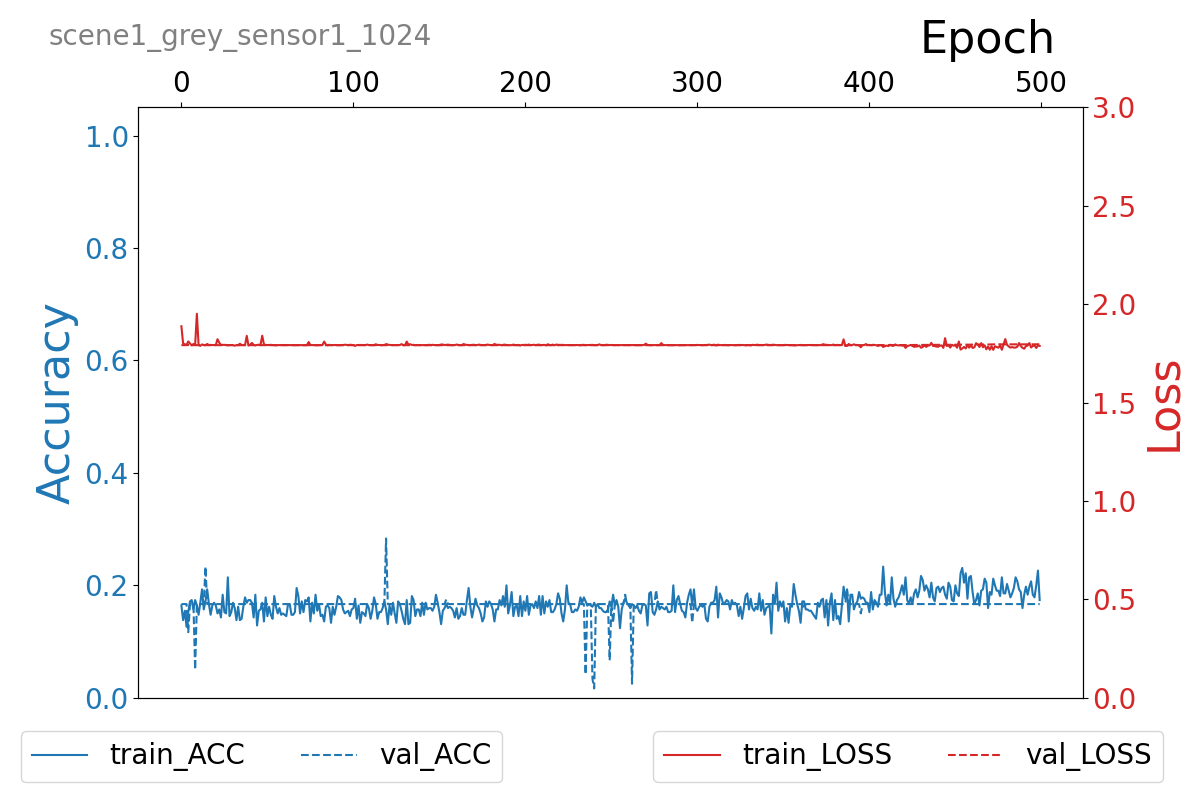 scene1_grey_sensor1_1024
Epoch
0 100 200 300 400 500
1.0
0.8
0.6
0.4
0.2
0.0
Accuracy
3.0
2.5
2.0
1.5
1.0
0.5
0.0
Loss
train_ACC val_ACC
train_LOSS val_LOSS